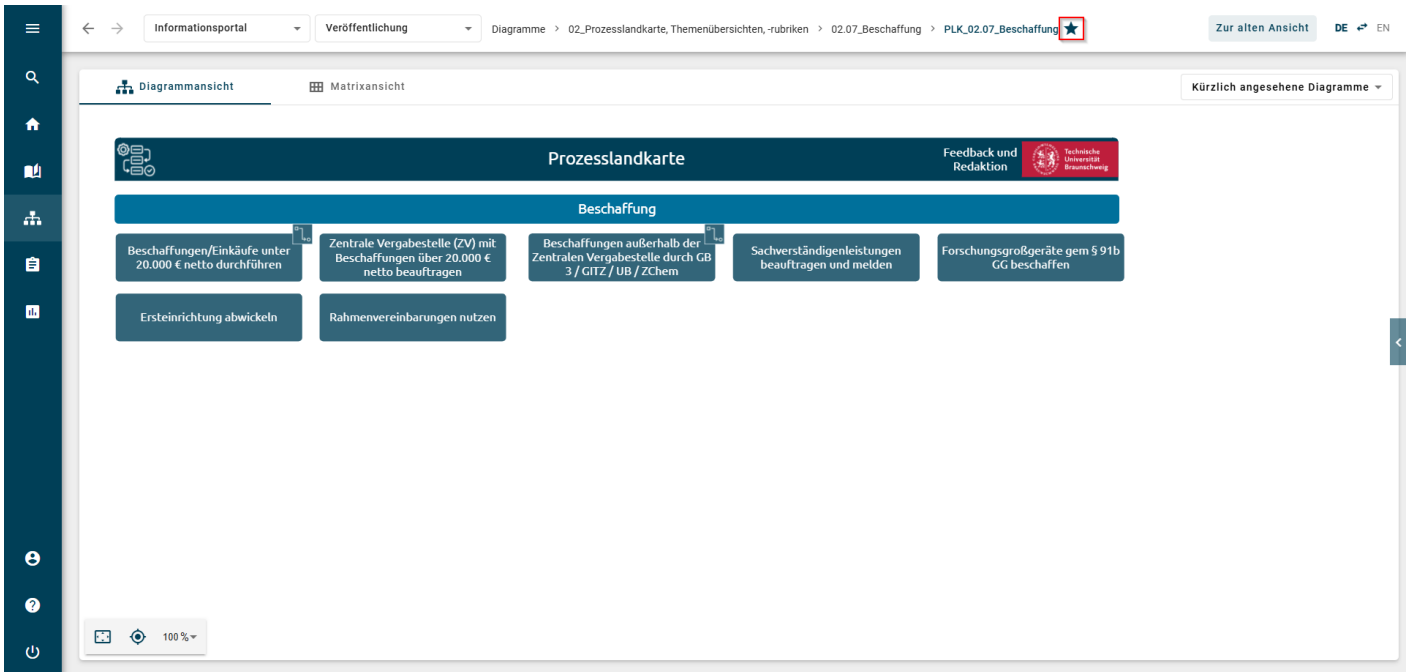 Informationsportal
Veröffentlichung
Diagramme > 02_Prozesslandkarte, Themenübersichten, -rubriken > 02.07_Beschaffung > PLK_02.07_Beschaffung
Zur alten Ansicht
DE
EN
Diagrammansicht
Matrixansicht
Kürzlich angesehene Diagramme
Prozesslandkarte
Feedback und
Redaktion
Technische
Universität
Braunschweig
Beschaffung
Beschaffungen/Einkäufe unter
20.000 € netto durchführen
Zentrale Vergabestelle (ZV) mit
Beschaffungen über 20.000 €
netto beauftragen
Beschaffungen außerhalb der
Zentralen Vergabestelle durch GB
3 / GITZ / UB / ZChem
Sachverständigenleistungen
beauftragen und melden
Forschungsgroßgeräte gem § 91b
GG beschaffen
Ersteinrichtung abwickeln
Rahmenvereinbarungen nutzen
100 %